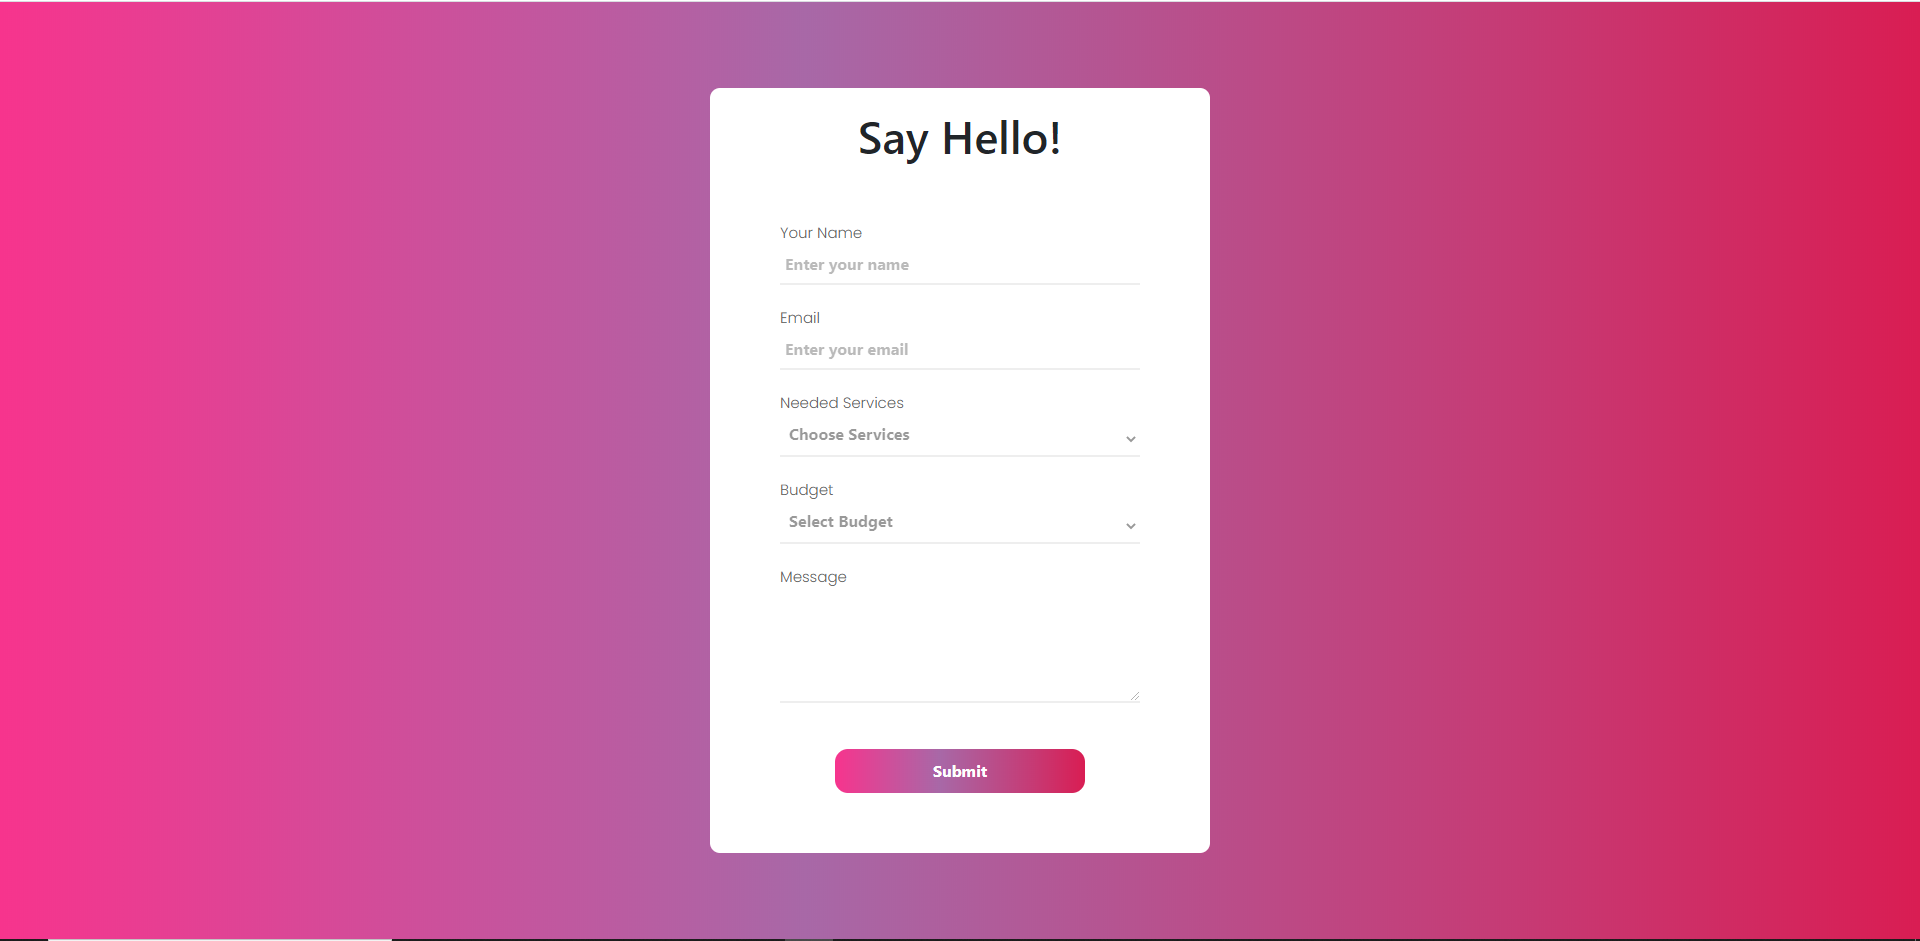 Say Hello!
Your Name
Enter your name
Email
Enter your email
Needed Services
Choose Services
Budget
Select Budget
Message
Submit